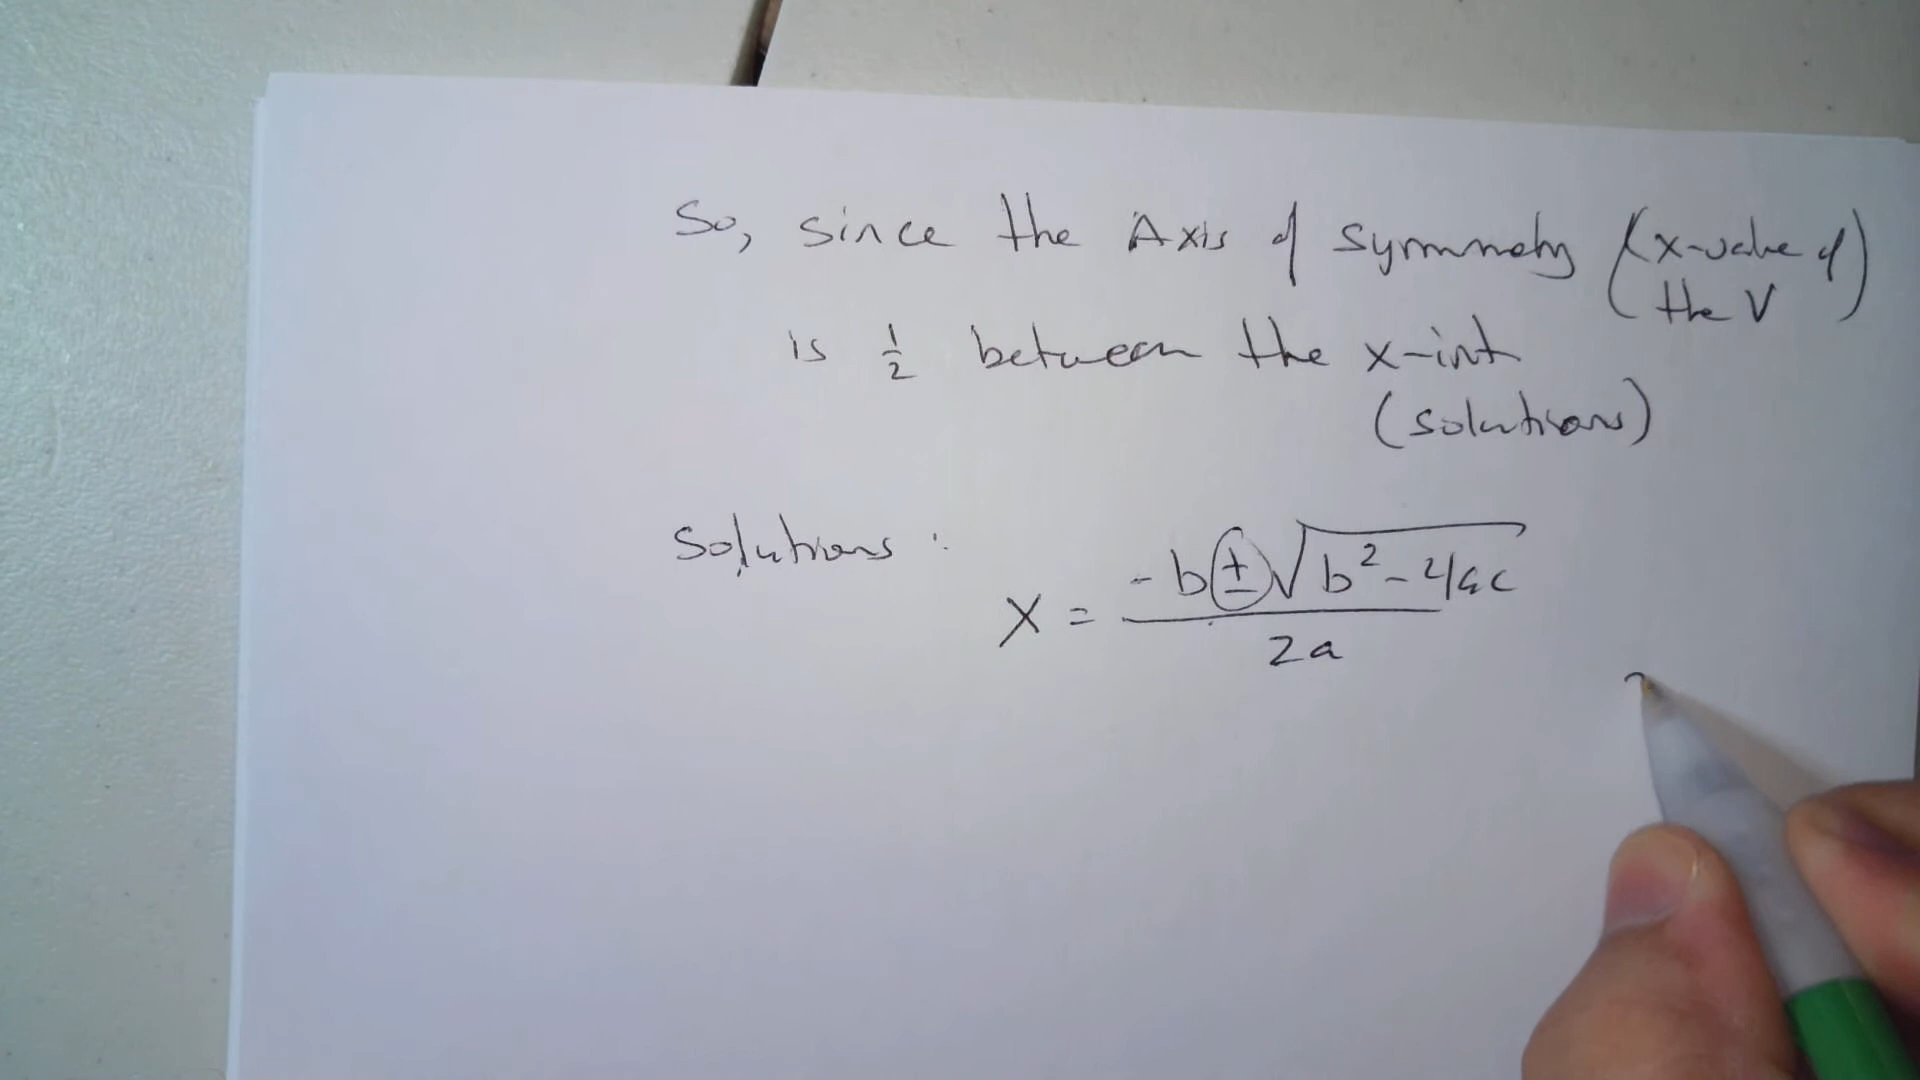 So, since the Axis of symmetry (x-value of
the V)
is 1/2 between the x-int
(solutions)
Solutions :
X = (-b ± √(b² - 4ac)) / 2a